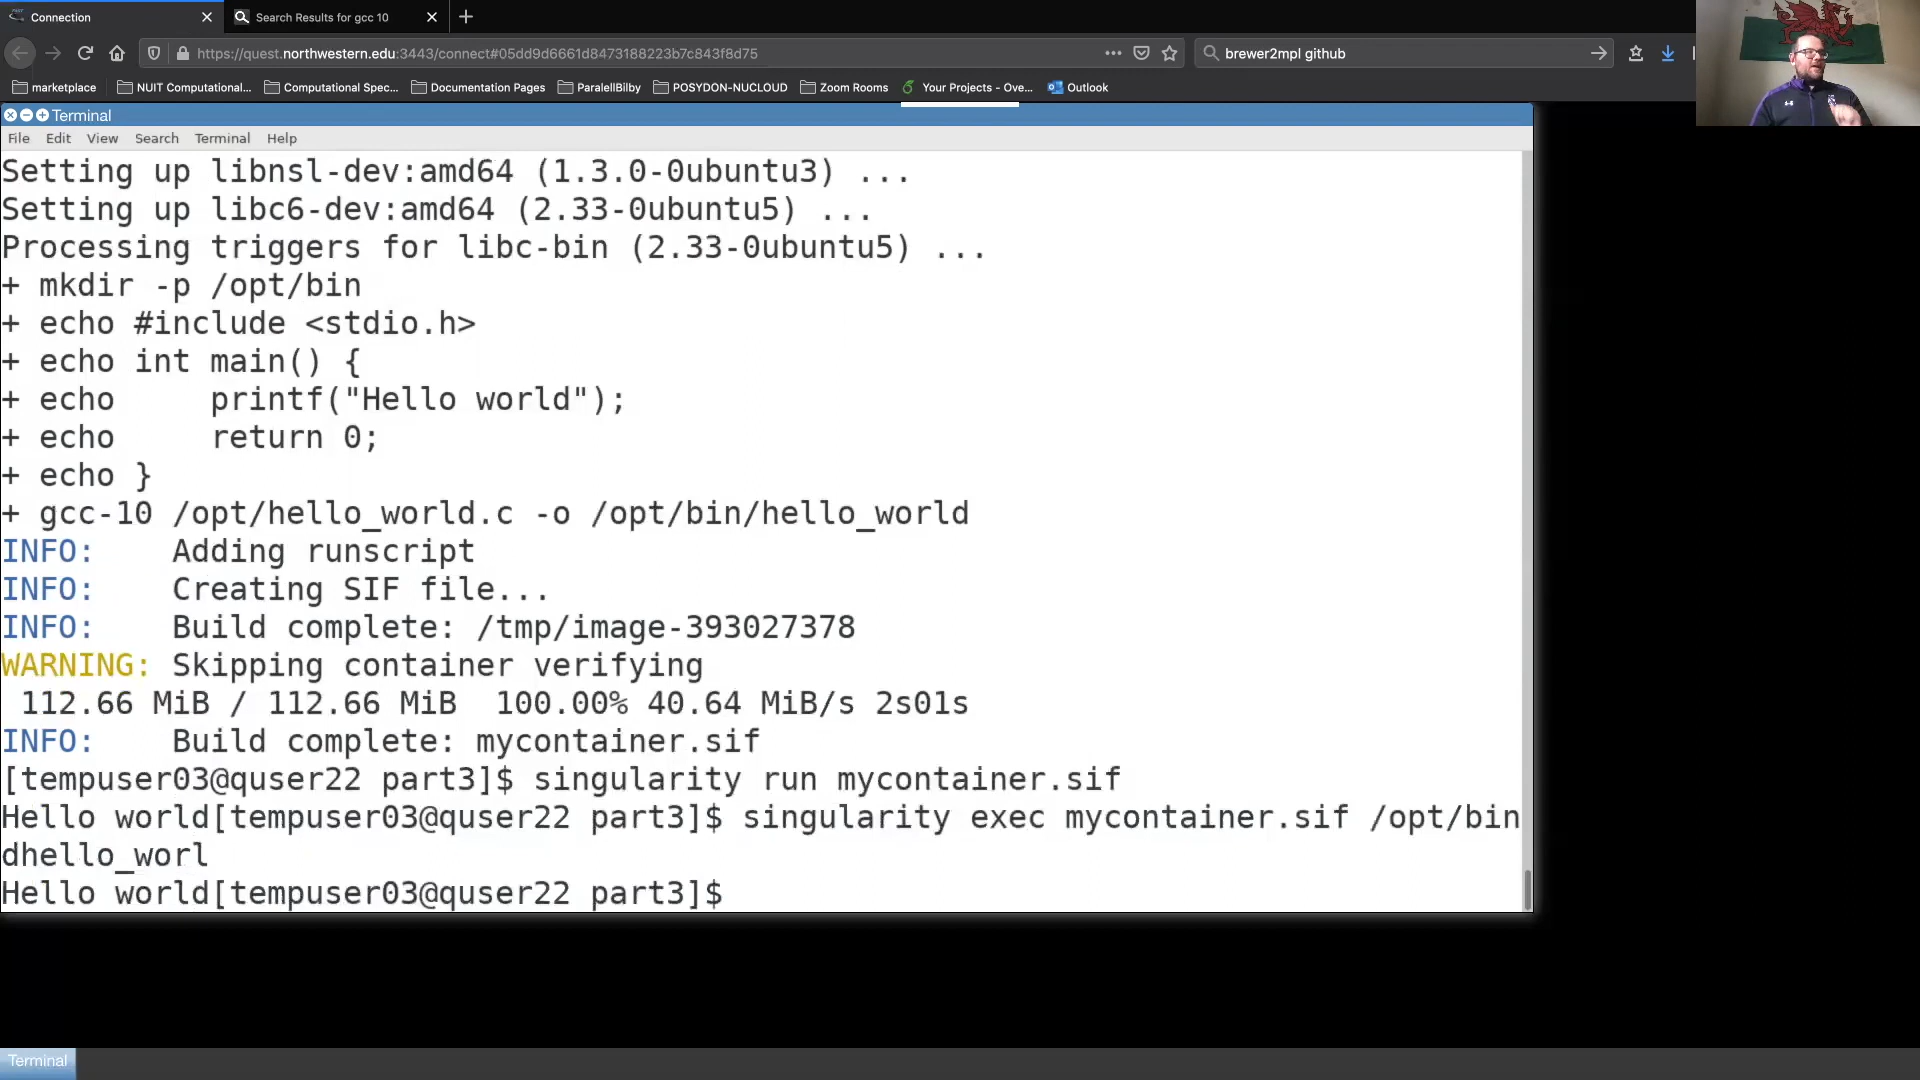 Connection
Search Results for gcc 10
https://quest.northwestern.edu:3443/connect#05dd9d6661d8473188223b7c843f8d75
brewer2mpl github
marketplace
NUIT Computational...
Computational Spec...
Documentation Pages
ParalellBilby
POSYDON-NUCLOUD
Zoom Rooms
Your Projects - Ove...
Outlook
Terminal
File Edit View Search Terminal Help
Setting up libnsl-dev:amd64 (1.3.0-0ubuntu3) ...
Setting up libc6-dev:amd64 (2.33-0ubuntu5) ...
Processing triggers for libc-bin (2.33-0ubuntu5) ...
+ mkdir -p /opt/bin
+ echo #include <stdio.h>
+ echo int main() {
+ echo     printf("Hello world");
+ echo     return 0;
+ echo }
+ gcc-10 /opt/hello_world.c -o /opt/bin/hello_world
INFO:    Adding runscript
INFO:    Creating SIF file...
INFO:    Build complete: /tmp/image-393027378
WARNING: Skipping container verifying
 112.66 MiB / 112.66 MiB  100.00% 40.64 MiB/s 2s01s
INFO:    Build complete: mycontainer.sif
[tempuser03@quser22 part3]$ singularity run mycontainer.sif
Hello world[tempuser03@quser22 part3]$ singularity exec mycontainer.sif /opt/bin
dhello_worl
Hello world[tempuser03@quser22 part3]$
Terminal